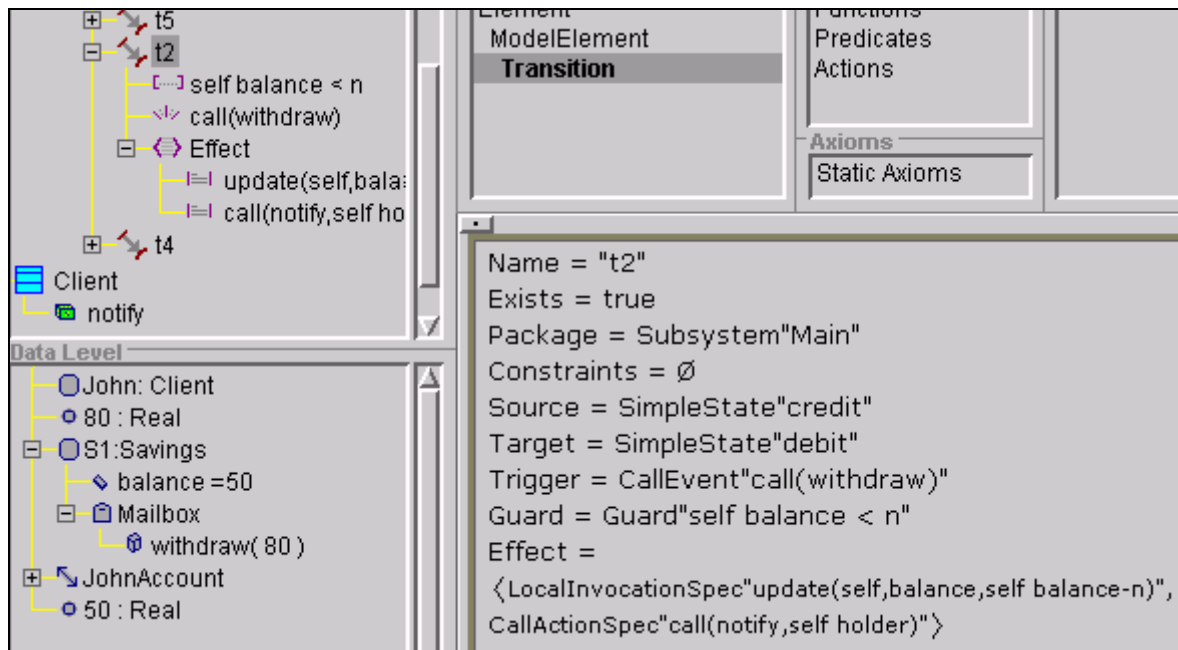 t5
t2
self balance < n
call(withdraw)
Effect
update(self,bala
call(notify,self ho
t4
Client
notify
Data Level
John: Client
80 : Real
S1:Savings
balance =50
Mailbox
withdraw( 80 )
JohnAccount
50 : Real
Element
ModelElement
Transition
Functions
Predicates
Actions
Axioms
Static Axioms
Name = "t2"
Exists = true
Package = Subsystem"Main"
Constraints = Ø
Source = SimpleState"credit"
Target = SimpleState"debit"
Trigger = CallEvent"call(withdraw)"
Guard = Guard"self balance < n"
Effect =
⟨LocalInvocationSpec"update(self,balance,self balance-n)",
CallActionSpec"call(notify,self holder)"⟩